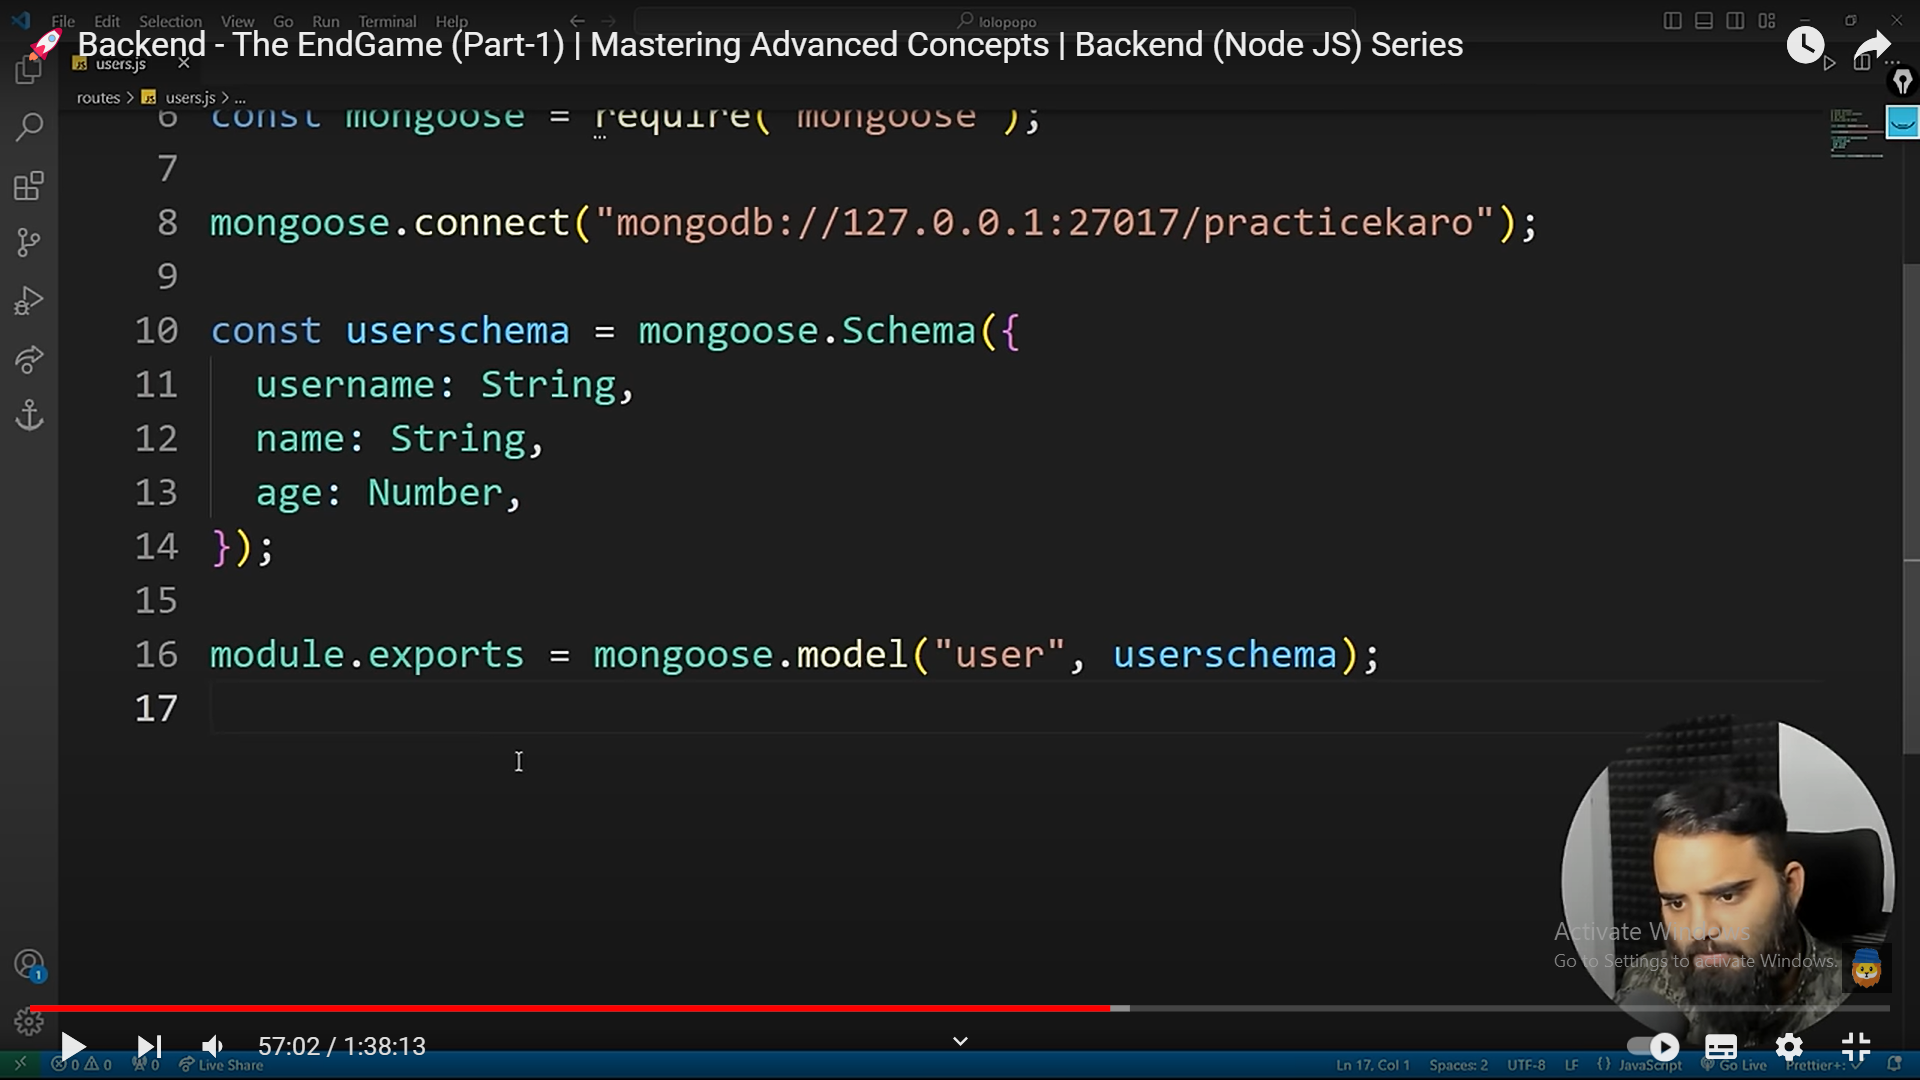 File Edit Selection View Go Run Terminal Help
lolopopo
Backend - The EndGame (Part-1) | Mastering Advanced Concepts | Backend (Node JS) Series
users.js
routes > users.js > ...
6 const mongoose = require("mongoose");
7
8 mongoose.connect("mongodb://127.0.0.1:27017/practicekaro");
9
10 const userschema = mongoose.Schema({
11 username: String,
12 name: String,
13 age: Number,
14 });
15
16 module.exports = mongoose.model("user", userschema);
17
Activate Windows
Go to Settings to activate Windows.
1
57:02 / 1:38:13
0 0 0 Live Share
Ln 17, Col 1 Spaces: 2 UTF-8 LF {} JavaScript Go Live Prettier+: